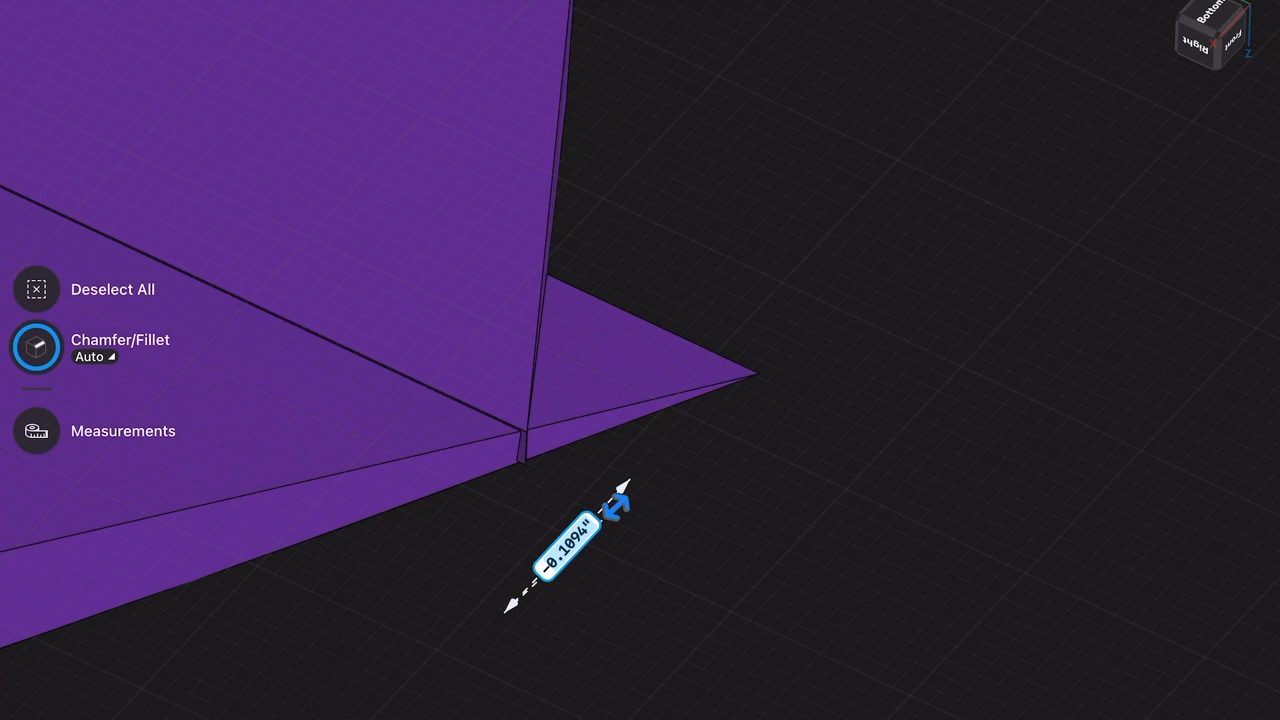 Bottom
Right
Front
X
Z
Deselect All
Chamfer/Fillet
Auto
Measurements
-0.1094"